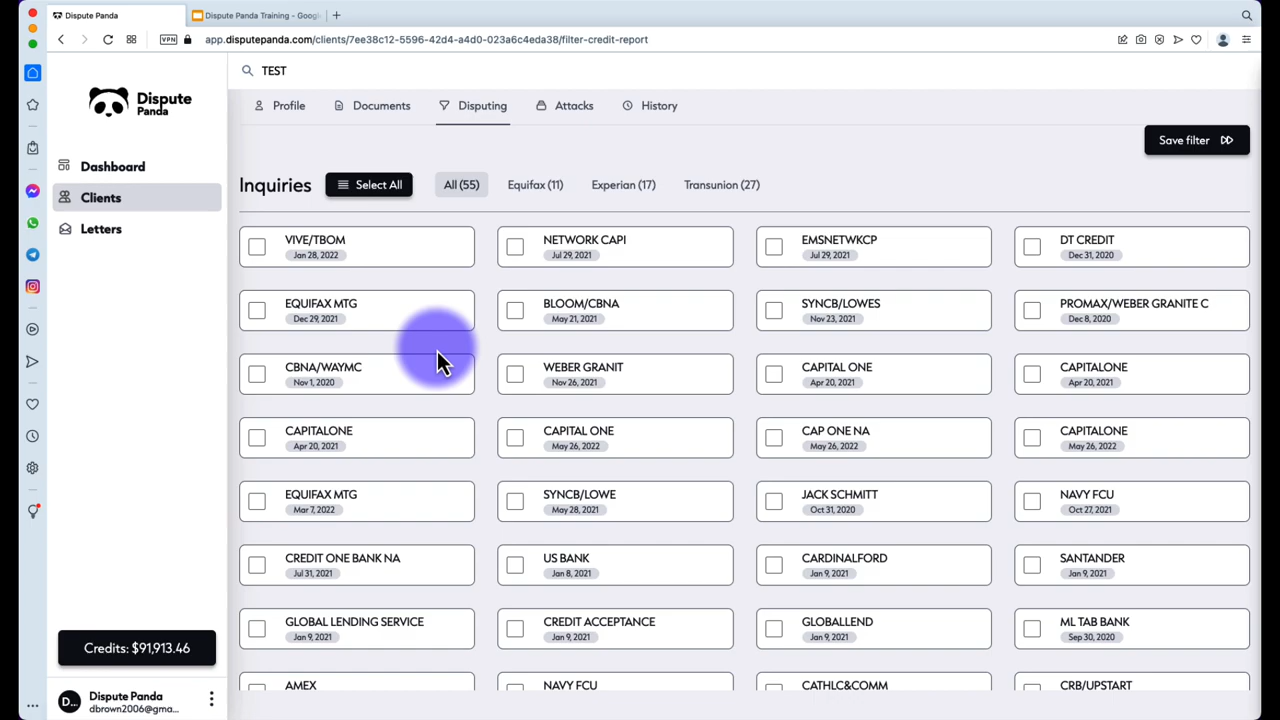 Dispute Panda
Dispute Panda Training - Googl
VPN
app.disputepanda.com/clients/7ee38c12-5596-42d4-a4d0-023a6c4eda38/filter-credit-report
Dispute
Panda
Dashboard
Clients
Letters
Credits: $91,913.46
D...
Dispute Panda
dbrown2006@gma...
TEST
Profile
Documents
Disputing
Attacks
History
Save filter
Inquiries
Select All
All (55)
Equifax (11)
Experian (17)
Transunion (27)
VIVE/TBOM
Jan 28, 2022
NETWORK CAPI
Jul 29, 2021
EMSNETWKCP
Jul 29, 2021
DT CREDIT
Dec 31, 2020
EQUIFAX MTG
Dec 29, 2021
BLOOM/CBNA
May 21, 2021
SYNCB/LOWES
Nov 23, 2021
PROMAX/WEBER GRANITE C
Dec 8, 2020
CBNA/WAYMC
Nov 1, 2020
WEBER GRANIT
Nov 26, 2021
CAPITAL ONE
Apr 20, 2021
CAPITALONE
Apr 20, 2021
CAPITALONE
Apr 20, 2021
CAPITAL ONE
May 26, 2022
CAP ONE NA
May 26, 2022
CAPITALONE
May 26, 2022
EQUIFAX MTG
Mar 7, 2022
SYNCB/LOWE
May 28, 2021
JACK SCHMITT
Oct 31, 2020
NAVY FCU
Oct 27, 2021
CREDIT ONE BANK NA
Jul 31, 2021
US BANK
Jan 8, 2021
CARDINALFORD
Jan 9, 2021
SANTANDER
Jan 9, 2021
GLOBAL LENDING SERVICE
Jan 9, 2021
CREDIT ACCEPTANCE
Jan 9, 2021
GLOBALLEND
Jan 9, 2021
ML TAB BANK
Sep 30, 2020
AMEX
NAVY FCU
CATHLC&COMM
CRB/UPSTART